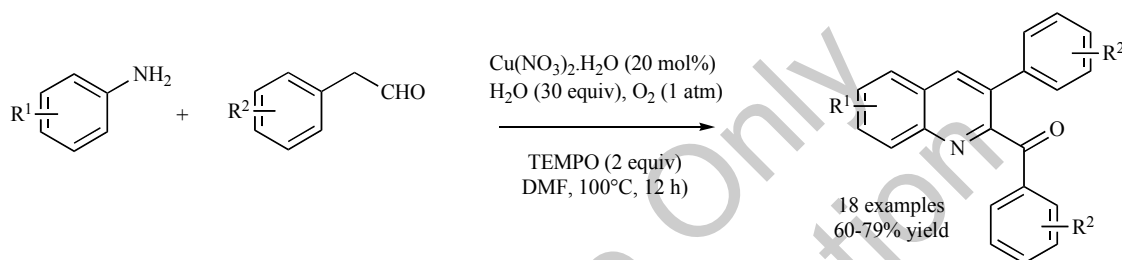 NH₂
R¹
+
R²
CHO
Cu(NO₃)₂.H₂O (20 mol%)
H₂O (30 equiv), O₂ (1 atm)
TEMPO (2 equiv)
DMF, 100°C, 12 h)
R¹
N
R²
O
R²
18 examples
60-79% yield
Only